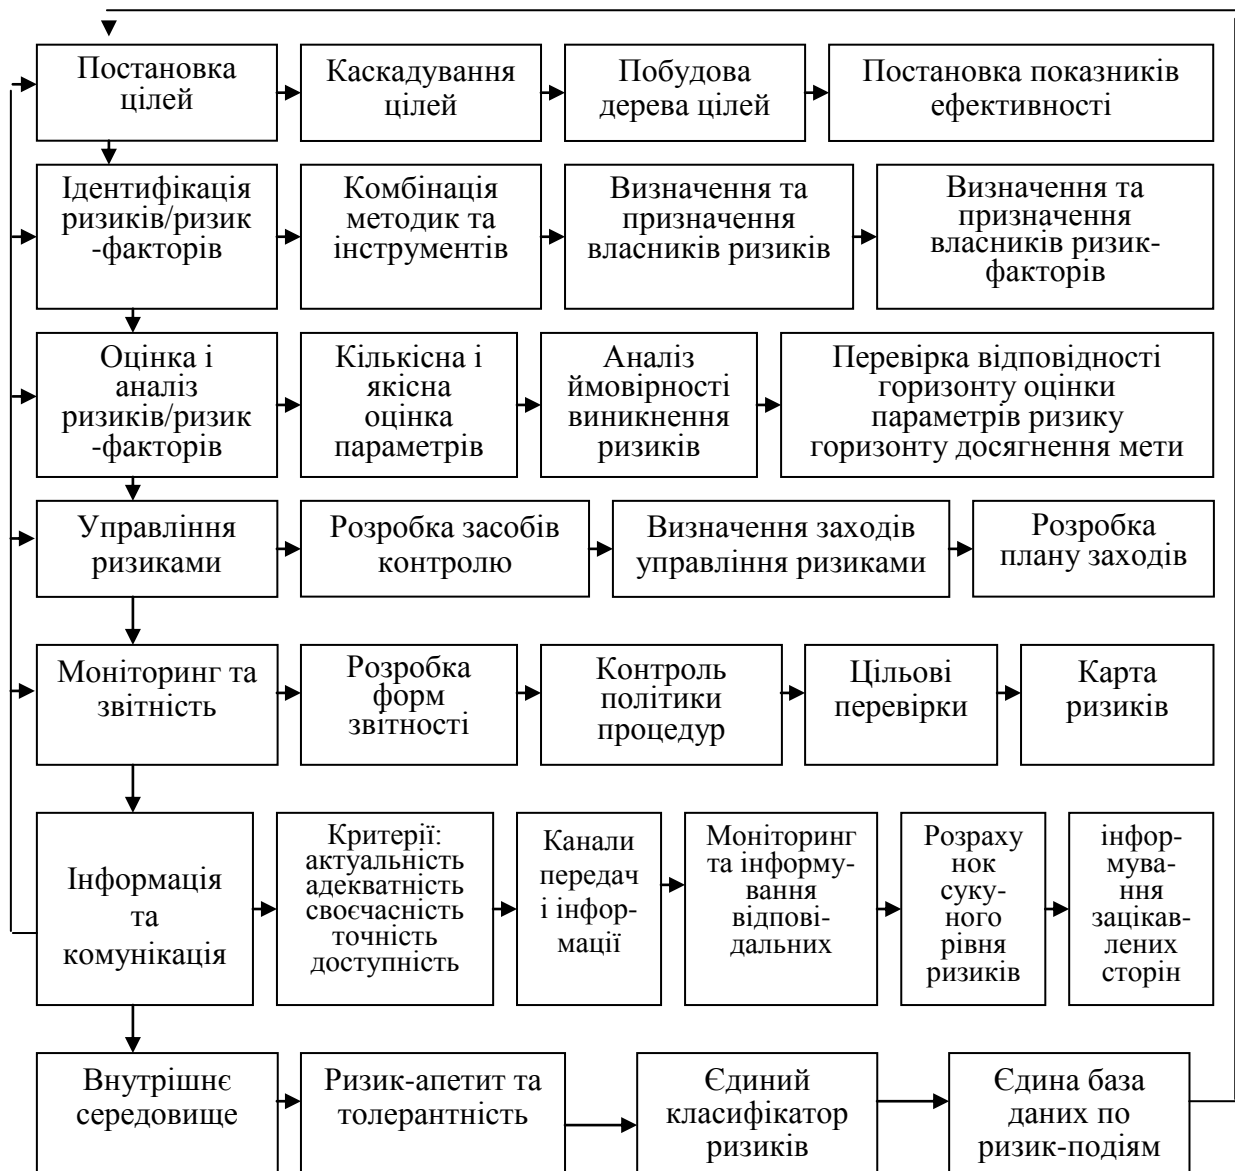 Постановка
цілей
Каскадування
цілей
Побудова
дерева цілей
Постановка показників
ефективності
Ідентифікація
ризиків/ризик
-факторів
Комбінація
методик та
інструментів
Визначення та
призначення
власників ризиків
Визначення та
призначення
власників ризик-
факторів
Оцінка і
аналіз
ризиків/ризик
-факторів
Кількісна і
якісна
оцінка
параметрів
Аналіз
ймовірності
виникнення
ризиків
Перевірка відповідності
горизонту оцінки
параметрів ризику
горизонту досягнення мети
Управління
ризиками
Розробка засобів
контролю
Визначення заходів
управління ризиками
Розробка
плану заходів
Моніторинг та
звітність
Розробка
форм
звітності
Контроль
політики
процедур
Цільові
перевірки
Карта
ризиків
Інформація
та
комунікація
Критерії:
актуальність
адекватність
своєчасність
точність
доступність
Канали
передач
і інфор-
мації
Моніторинг
та інформу-
вання
відпові-
дальних
Розраху
нок
суку-
ного
рівня
ризиків
інфор-
мува-
ння
зацікав-
лених
сторін
Внутрішнє
середовище
Ризик-апетит та
толерантність
Єдиний
класифікатор
ризиків
Єдина база
даних по
ризик-подіям